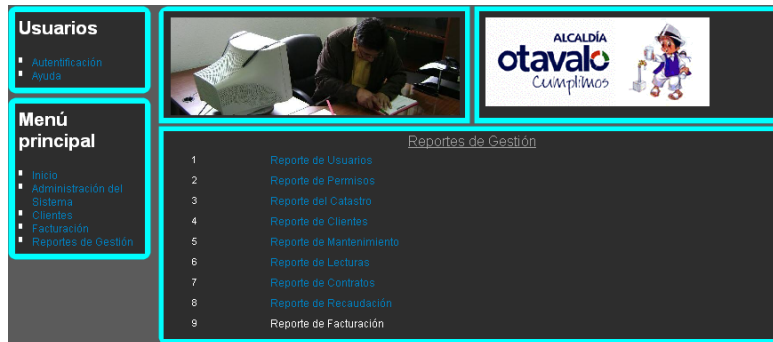 Usuarios
Autentificación
Ayuda
Menú
principal
Inicio
Administración del
Sistema
Clientes
Facturación
Reportes de Gestión
ALCALDÍA
otavalo
Cumplimos
Reportes de Gestión
1 Reporte de Usuarios
2 Reporte de Permisos
3 Reporte del Catastro
4 Reporte de Clientes
5 Reporte de Mantenimiento
6 Reporte de Lecturas
7 Reporte de Contratos
8 Reporte de Recaudación
9 Reporte de Facturación